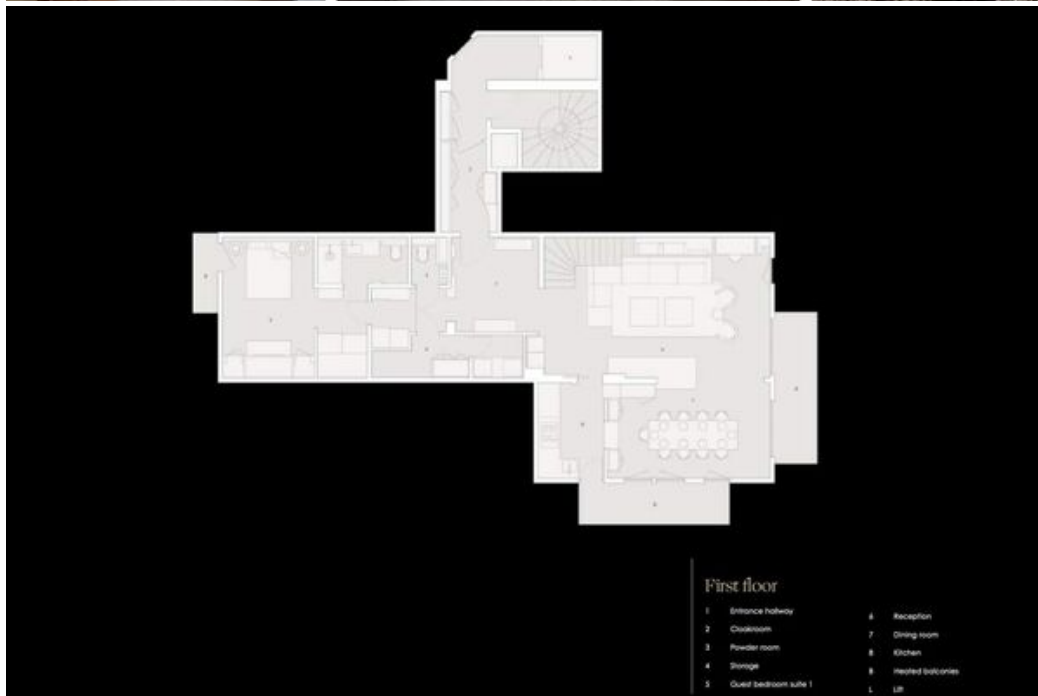 First floor
1 Entrance hallway
2 Cloakroom
3 Powder room
4 Storage
5 Guest bedroom suite 1
6 Reception
7 Dining room
8 Kitchen
8 Heated balconies
L Lift